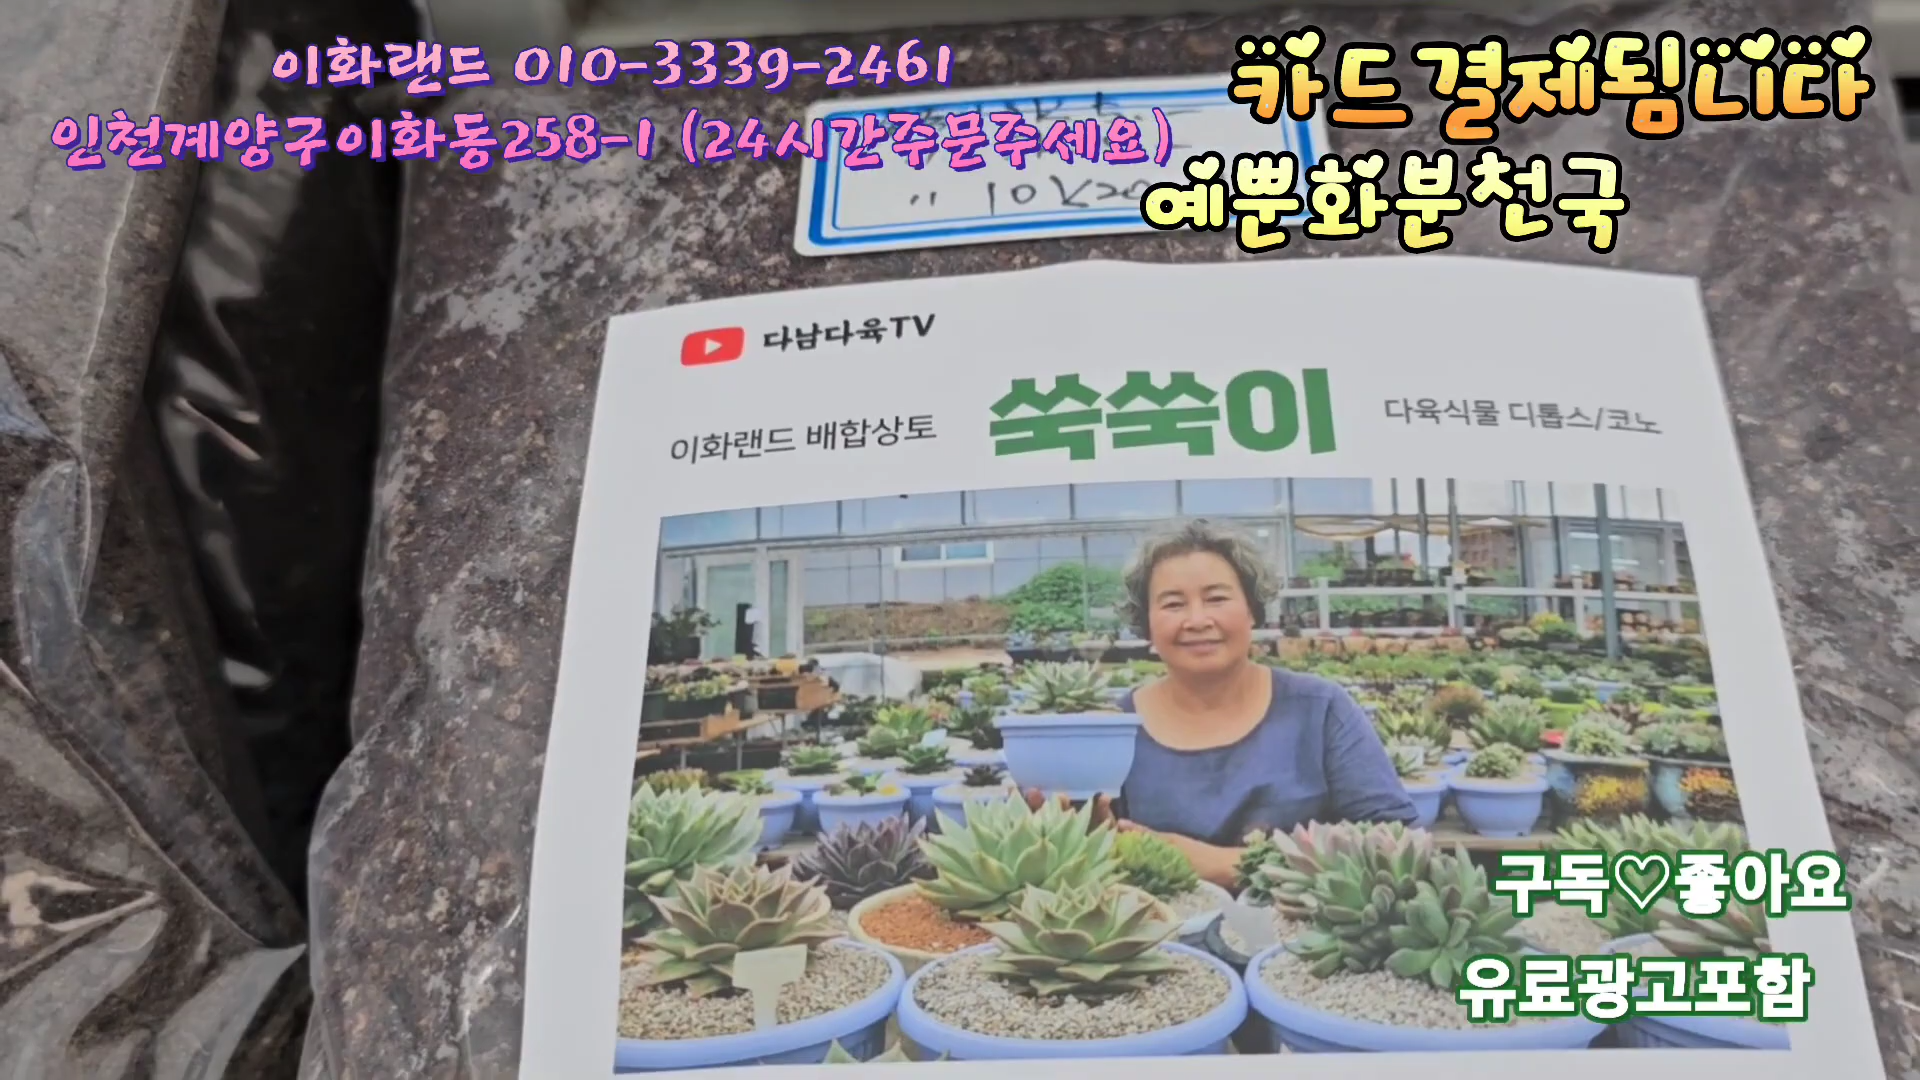 이화랜드 010-3339-2461
인천계양구이화동258-1 (24시간주문주세요)
카드결제됩니다
예쁜화분천국
다남다육TV
이화랜드 배합상토
쑥쑥이
다육식물 디톱스/코노
구독♡좋아요
유료광고포함